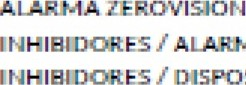 ALARMA ZEROVISION
INHIBIDORES / ALARM
INHIBIDORES / DISPOS